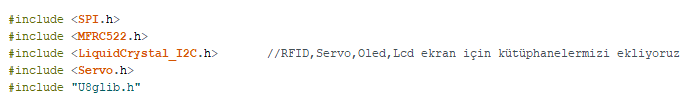 #include <SPI.h>
#include <MFRC522.h>
#include <LiquidCrystal_I2C.h>       //RFID,Servo,Oled,Lcd ekran için kütüphanelermizi ekliyoruz
#include <Servo.h>
#include "U8glib.h"